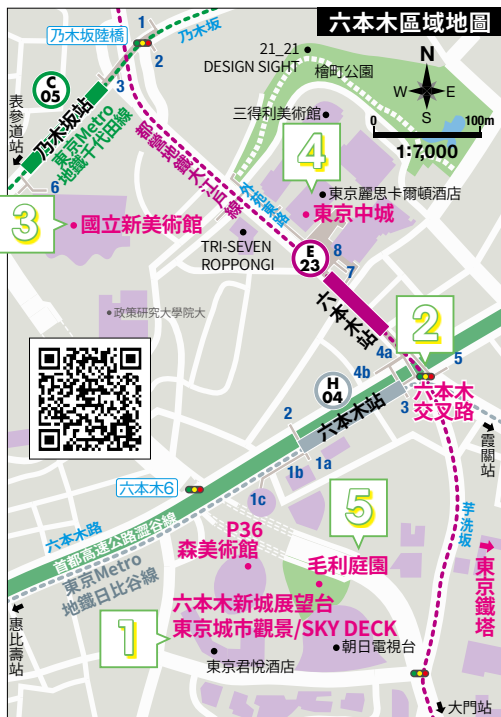 六本木區域地圖
1
乃木坂陸橋
乃木坂
2
21_21
DESIGN SIGHT
檜町公園
N
W
E
S
0
100m
1:7,000
C
05
3
表參道站
乃木坂站
東京Metro
地鐵千代田線
三得利美術館
都營地鐵大江戶線
外苑東路
4
東京麗思卡爾頓酒店
東京中城
6
3
國立新美術館
TRI-SEVEN
ROPPONGI
E
23
8
7
六本木站
政策研究大學院大
2
4a
4b
5
H
04
六本木站
3
六本木
交叉路
2
1b
1a
霞關站
六本木6
1c
5
芋洗坂
六本木路
首都高速公路澀谷線
東京Metro
地鐵日比谷線
P36
森美術館
毛利庭園
東京鐵塔
惠比壽站
1
六本木新城展望台
東京城市觀景/SKY DECK
東京君悅酒店
朝日電視台
大門站